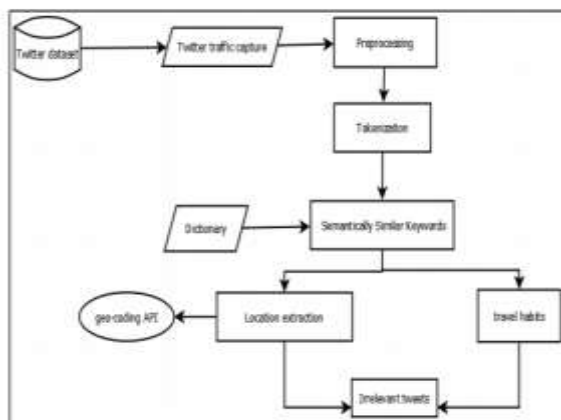 Twitter dataset
Twitter traffic capture
Preprocessing
Tokenization
Dictionary
Semantically Similar Keywords
geo-coding API
Location extraction
travel habits
Irrelevant tweets